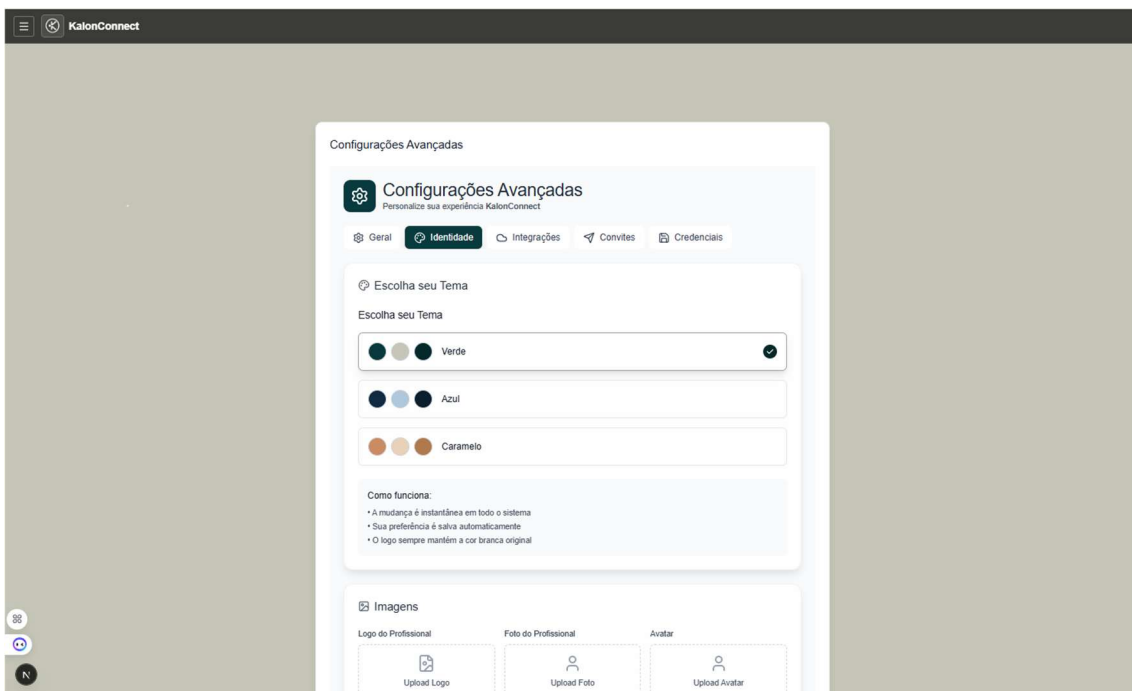 KalonConnect
Configurações Avançadas
Configurações Avançadas
Personalize sua experiência KalonConnect
Geral
Identidade
Integrações
Convites
Credenciais
Escolha seu Tema
Escolha seu Tema
Verde
Azul
Caramelo
Como funciona:
• A mudança é instantânea em todo o sistema
• Sua preferência é salva automaticamente
• O logo sempre mantém a cor branca original
Imagens
Logo do Profissional
Foto do Profissional
Avatar
Upload Logo
Upload Foto
Upload Avatar
N